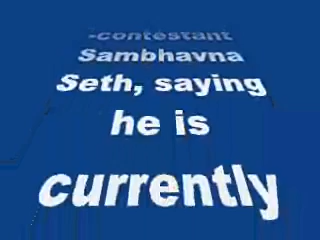 -contestant
Sambhavna
Seth, saying
he is
currently